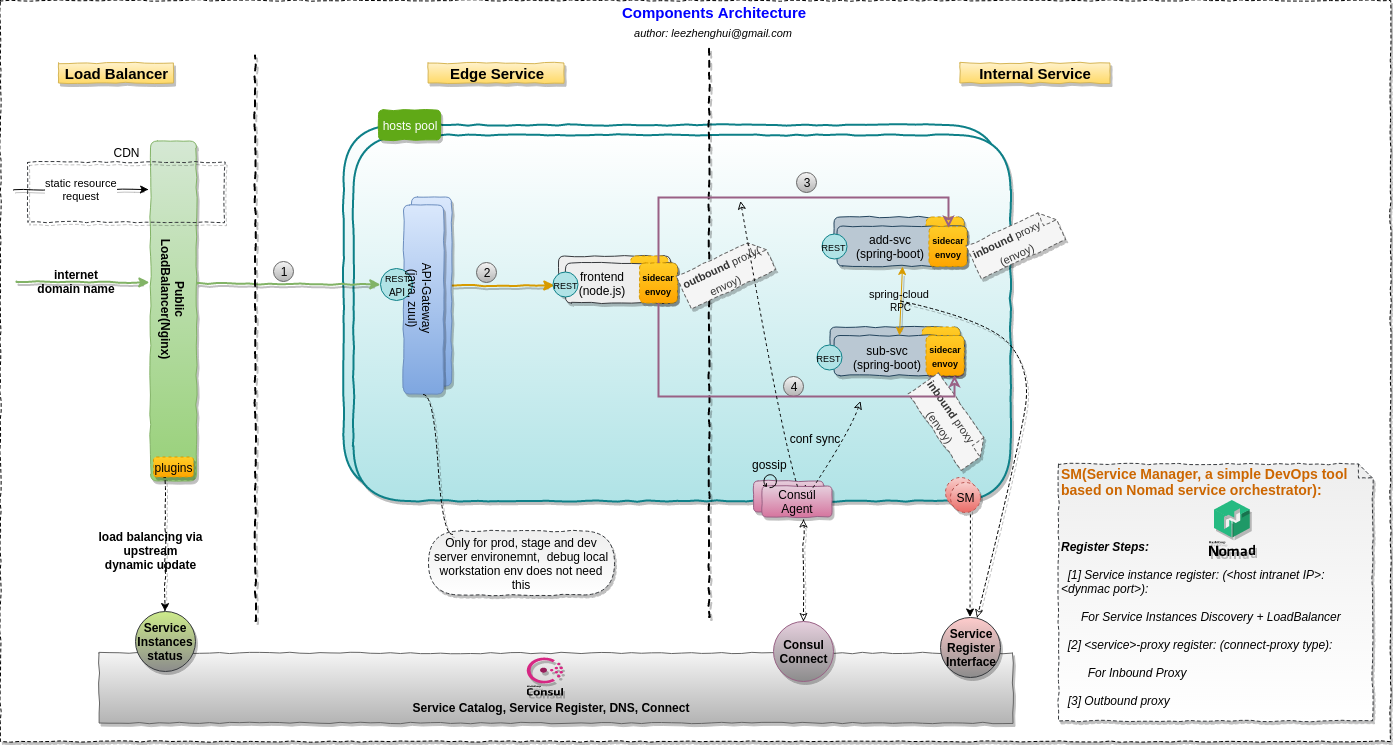 Components Architecture
author: leezhenghui@gmail.com
Load Balancer
Edge Service
Internal Service
hosts pool
CDN
static resource
request
internet
domain name
Public
LoadBalancer(Nginx)
plugins
1
REST
API
API-Gateway
(java, zuul)
2
REST
frontend
(node.js)
sidecar
envoy
outbound proxy
envoy)
3
REST
add-svc
(spring-boot)
sidecar
envoy
inbound proxy
(envoy)
spring-cloud
RPC
REST
sub-svc
(spring-boot)
sidecar
envoy
inbound proxy
(envoy)
4
conf sync
gossip
Consul
Agent
SM
load balancing via
upstream
dynamic update
Only for prod, stage and dev
server environemnt, debug local
workstation env does not need
this
Service
Instances
status
Consul
Connect
Service
Register
Interface
Consul
Service Catalog, Service Register, DNS, Connect
SM(Service Manager, a simple DevOps tool
based on Nomad service orchestrator):
Nomad
Register Steps:
[1] Service instance register: (<host intranet IP>:
<dynmac port>):
For Service Instances Discovery + LoadBalancer
[2] <service>-proxy register: (connect-proxy type):
For Inbound Proxy
[3] Outbound proxy